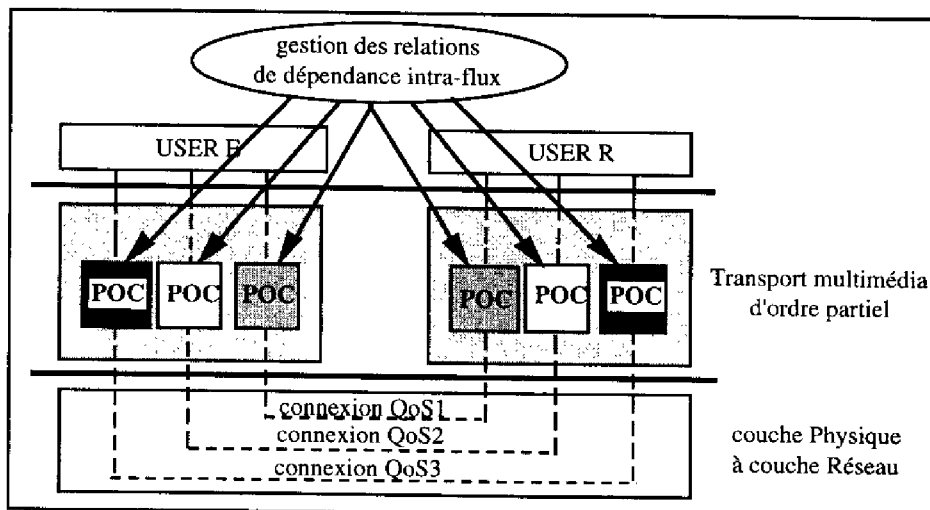 gestion des relations
de dépendance intra-flux
USER E
USER R
POC POC POC POC POC POC
Transport multimédia
d'ordre partiel
connexion QoS1
connexion QoS2
connexion QoS3
couche Physique
à couche Réseau